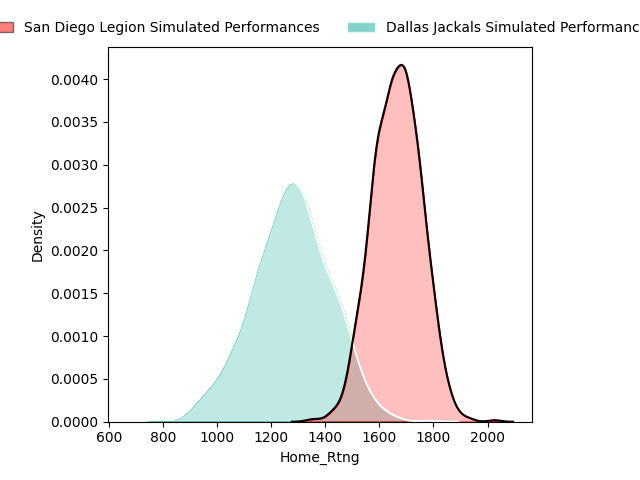 San Diego Legion Simulated Performances
Dallas Jackals Simulated Performanc
0.0040
0.0035
0.0030
0.0025
0.0020
0.0015
0.0010
0.0005
0.0000
Density
600 800 1000 1200 1400 1600 1800 2000
Home_Rtng